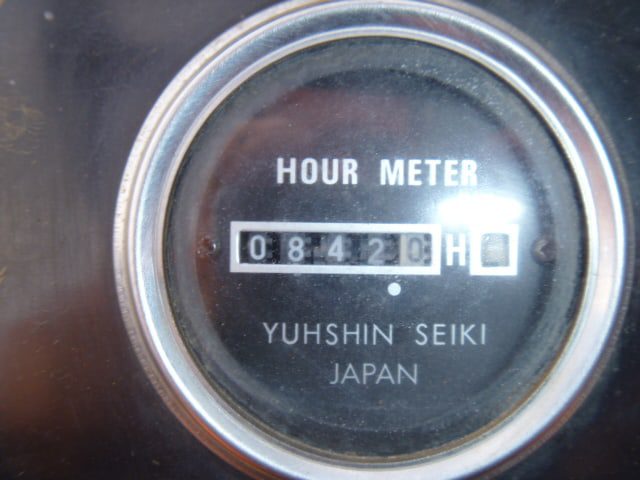 HOUR METER
08420 H
YUHSHIN SEIKI
JAPAN